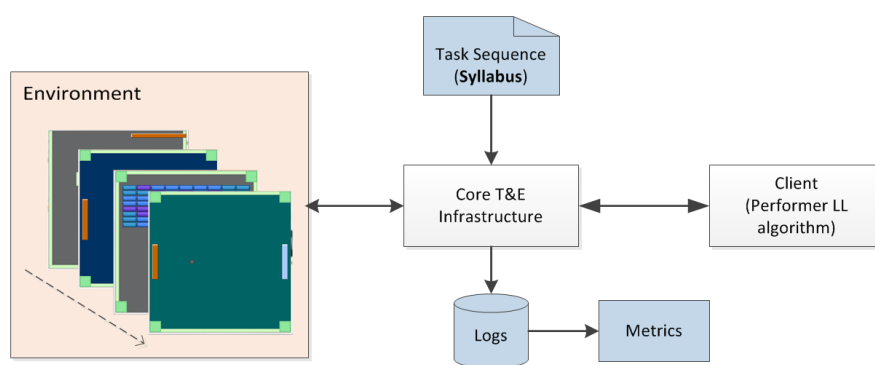 Task Sequence
(Syllabus)
Environment
Core T&E
Infrastructure
Client
(Performer LL
algorithm)
Logs
Metrics